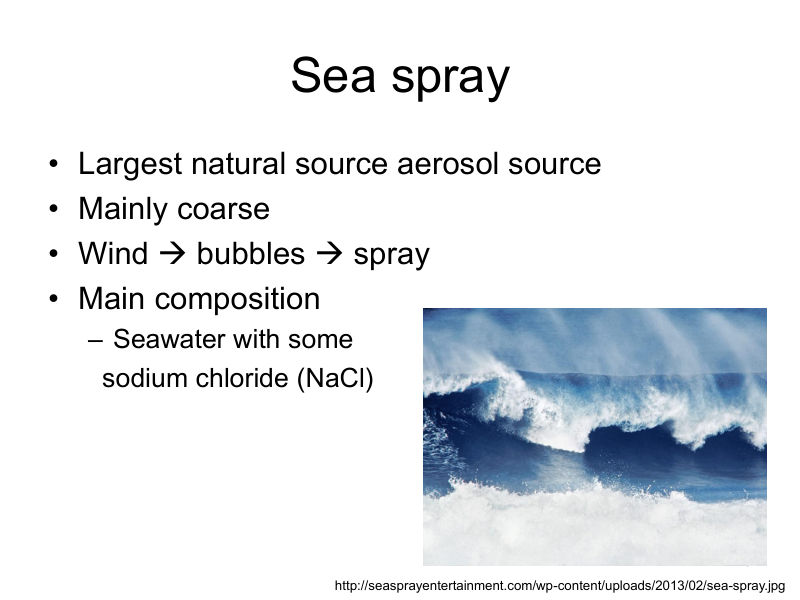 Sea spray
• Largest natural source aerosol source
• Mainly coarse
• Wind → bubbles → spray
• Main composition
– Seawater with some
sodium chloride (NaCl)
http://seasprayentertainment.com/wp-content/uploads/2013/02/sea-spray.jpg